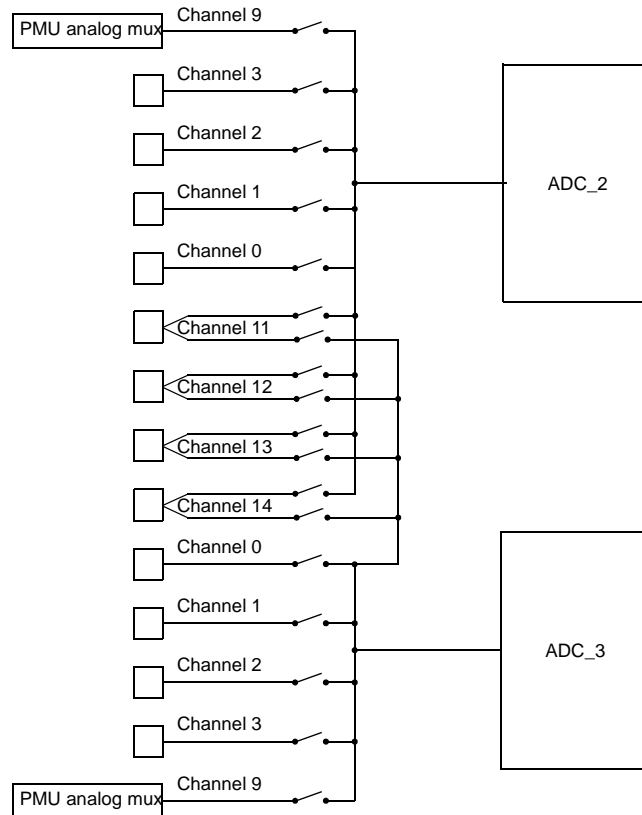 Channel 9
PMU analog mux
Channel 3
Channel 2
Channel 1
ADC_2
Channel 0
Channel 11
Channel 12
Channel 13
Channel 14
Channel 0
Channel 1
ADC_3
Channel 2
Channel 3
Channel 9
PMU analog mux